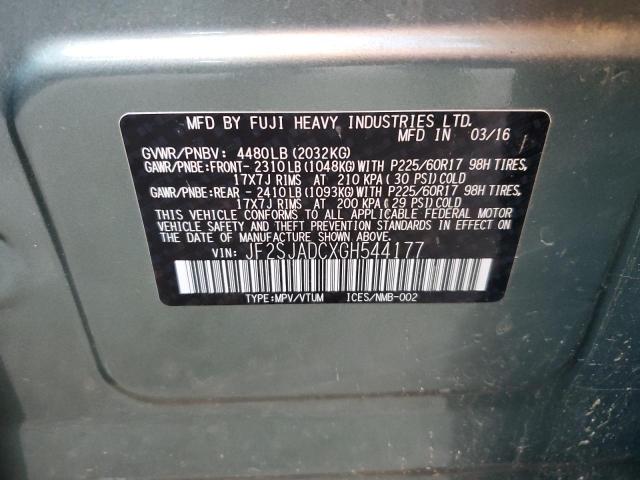 MFD BY FUJI HEAVY INDUSTRIES LTD.
MFD IN 03/16
GVWR/PNBV: 4480LB (2032KG)
GAWR/PNBE:FRONT- 2310LB(1048KG)WITH P225/60R17 98H TIRES,
17X7J RIMS AT 210 KPA(30 PSI)COLD
GAWR/PNBE:REAR - 2410LB(1093KG)WITH P225/60R17 98H TIRES,
17X7J RIMS AT 200 KPA(29 PSI)COLD
THIS VEHICLE CONFORMS TO ALL APPLICABLE FEDERAL MOTOR
VEHICLE SAFETY AND THEFT PREVENTION STANDARDS IN EFFECT ON
THE DATE OF MANUFACTURE SHOWN ABOVE.
VIN: JF2SJADCXGH544177
TYPE:MPV/VTUM ICES/NMB-002